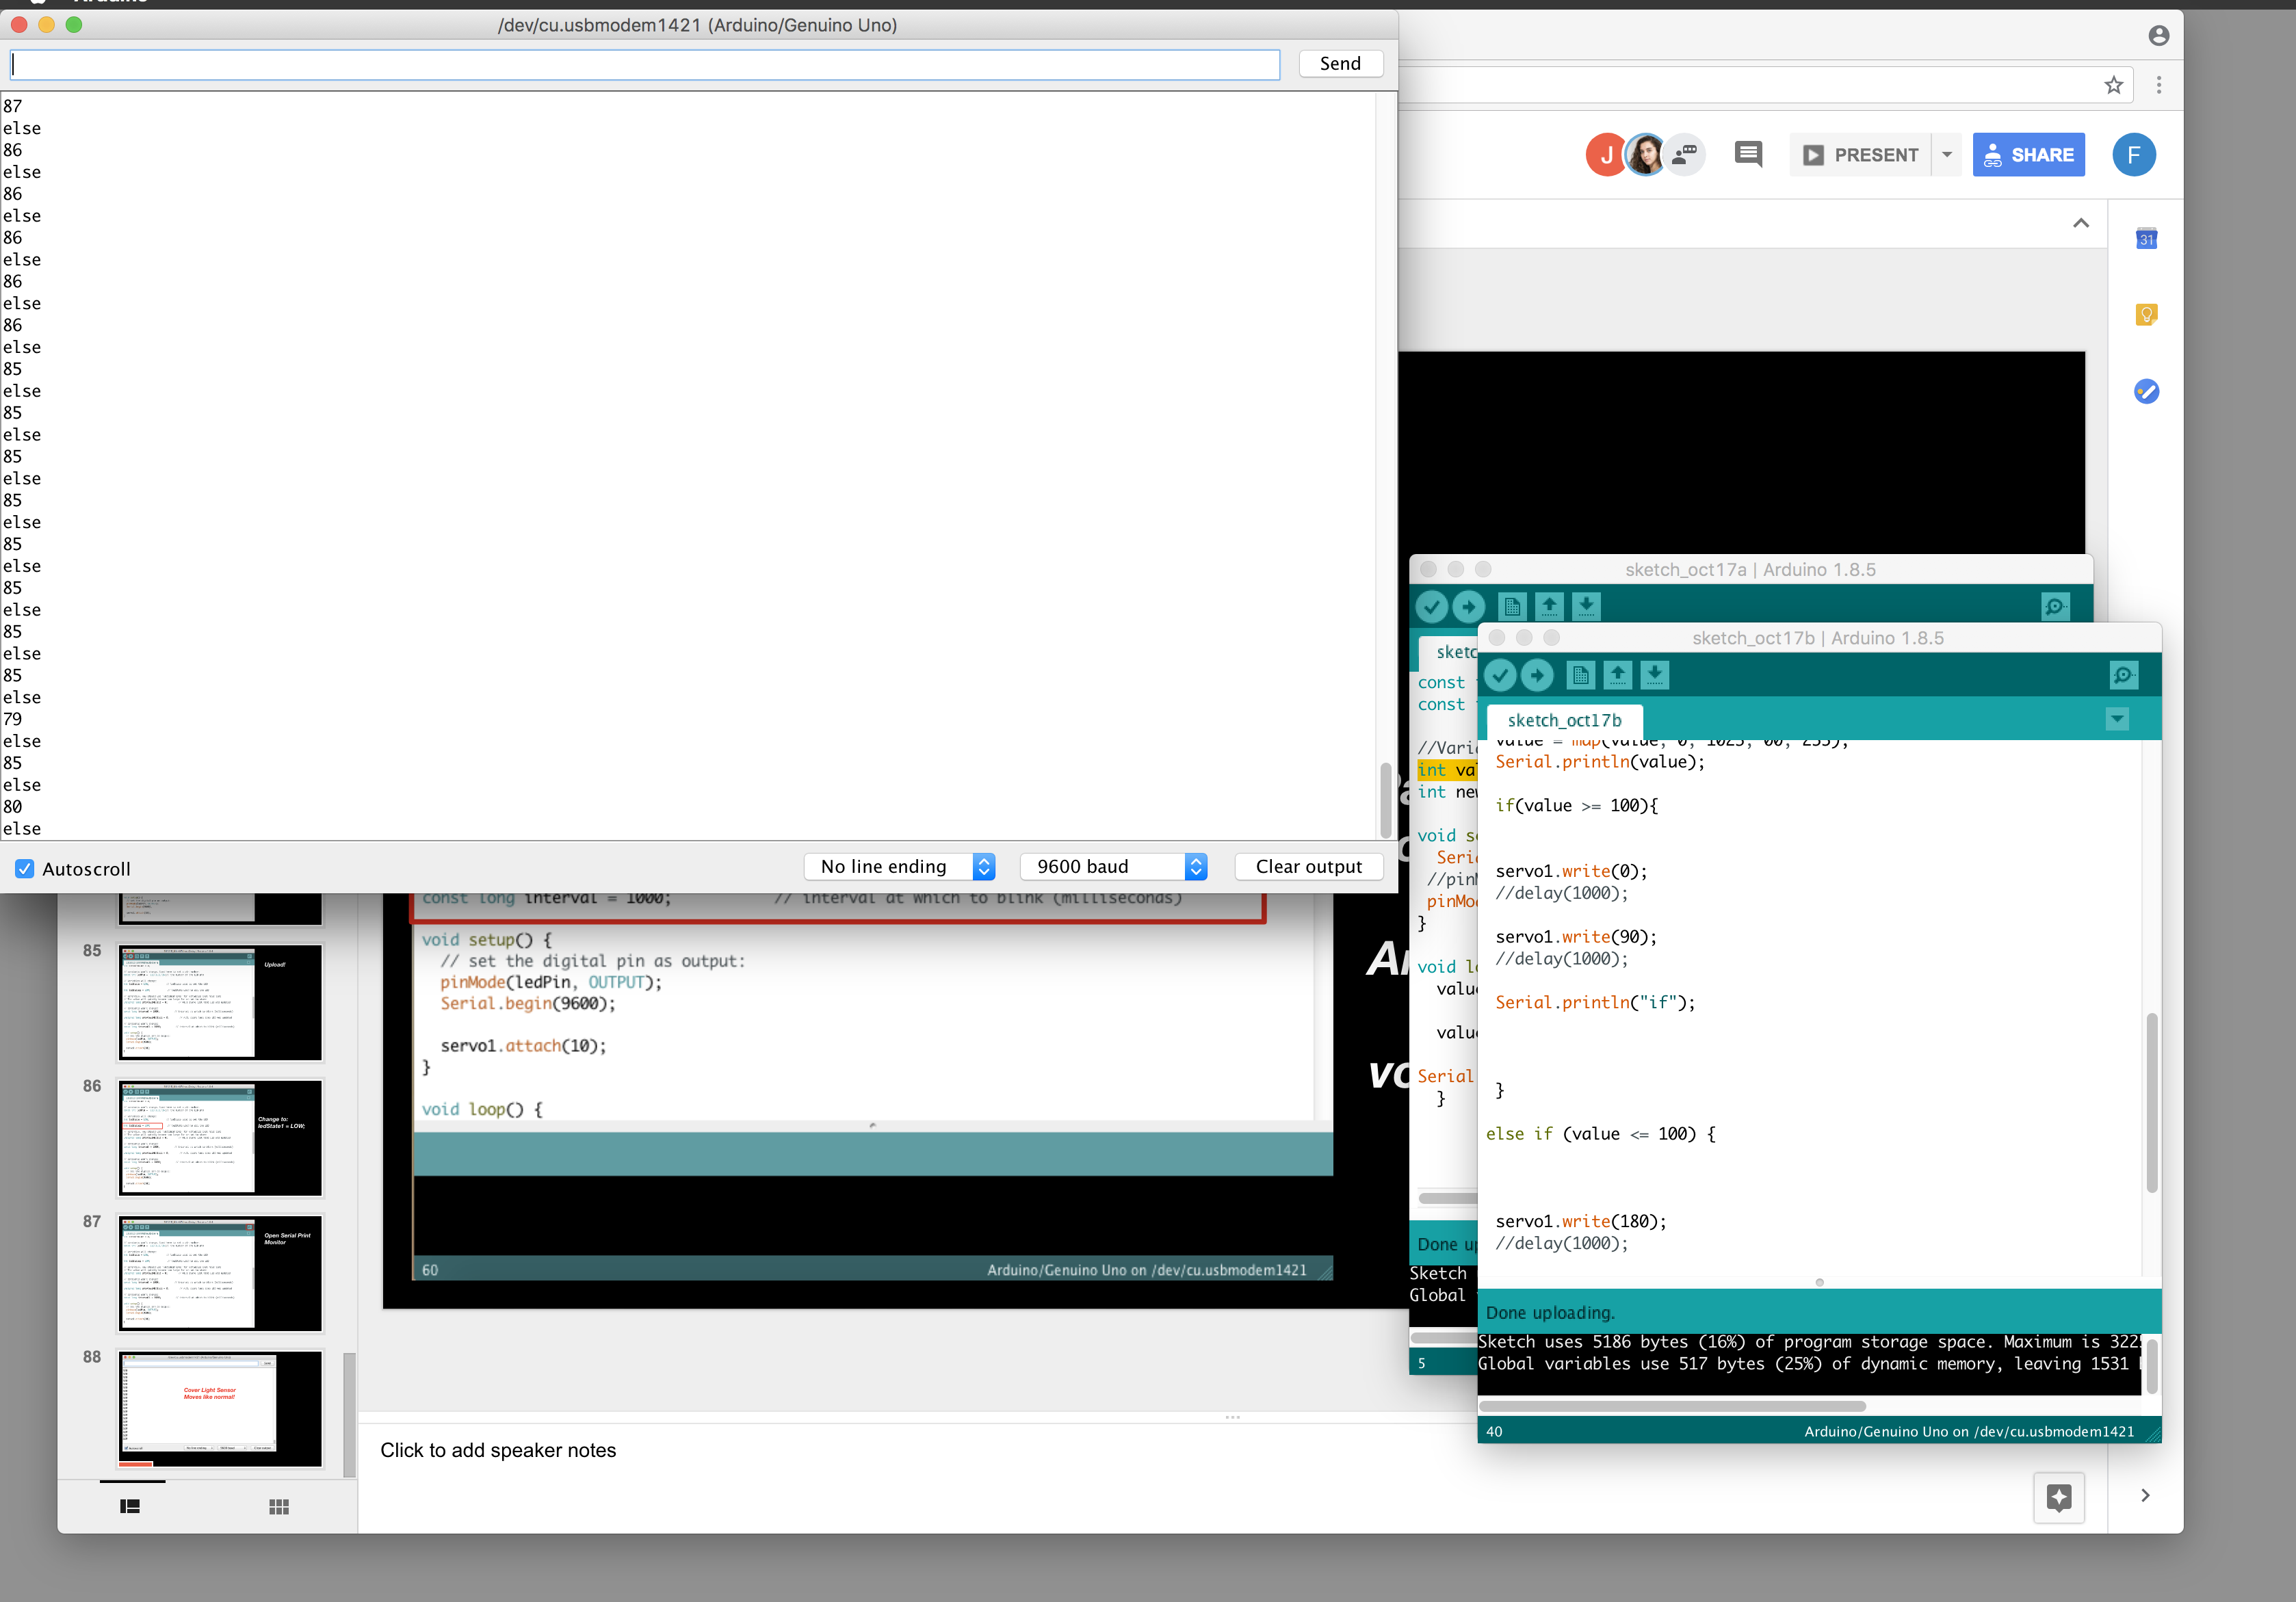 Arduino
/dev/cu.usbmodem1421 (Arduino/Genuino Uno)
Send
87
else
86
else
86
else
86
else
86
else
86
else
85
else
85
else
85
else
85
else
85
else
85
else
85
else
85
else
79
else
85
else
80
else
Autoscroll
No line ending
9600 baud
Clear output
J
PRESENT
SHARE
F
31
sketch_oct17a | Arduino 1.8.5
const
const
//Vari
int va
int new
void se
Seri
//pinM
pinMo
}
void lo
valu
valu
Serial
}
Done up
Sketch
Global
5
sketch_oct17b | Arduino 1.8.5
sketch_oct17b
value = map(value, 0, 1023, 00, 255);
Serial.println(value);
if(value >= 100){
servo1.write(0);
//delay(1000);
servo1.write(90);
//delay(1000);
Serial.println("if");
}
else if (value <= 100) {
servo1.write(180);
//delay(1000);
Done uploading.
Sketch uses 5186 bytes (16%) of program storage space. Maximum is 322
Global variables use 517 bytes (25%) of dynamic memory, leaving 1531
40
Arduino/Genuino Uno on /dev/cu.usbmodem1421
const long interval = 1000; // interval at which to blink (milliseconds)
void setup() {
// set the digital pin as output:
pinMode(ledPin, OUTPUT);
Serial.begin(9600);
servo1.attach(10);
}
void loop() {
60
Arduino/Genuino Uno on /dev/cu.usbmodem1421
85
Upload!
86
Change to:
ledState1 = LOW;
87
Open Serial Print
Monitor
88
Cover Light Sensor
Moves like normal!
Click to add speaker notes